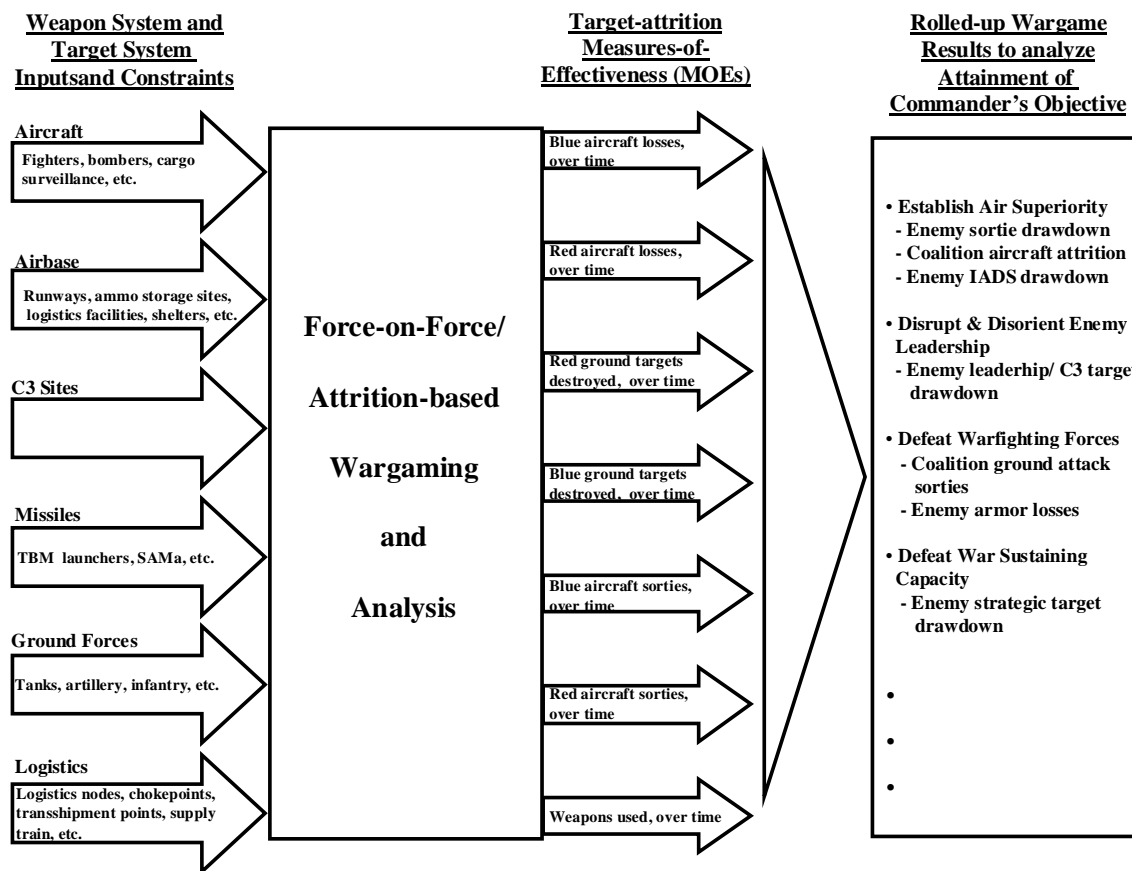 Weapon System and
Target System
Inputsand Constraints
Aircraft
Fighters, bombers, cargo
surveillance, etc.
Airbase
Runways, ammo storage sites,
logistics facilities, shelters, etc.
C3 Sites
Missiles
TBM launchers, SAMa, etc.
Ground Forces
Tanks, artillery, infantry, etc.
Logistics
Logistics nodes, chokepoints,
transshipment points, supply
train, etc.
Force-on-Force/
Attrition-based
Wargaming
and
Analysis
Target-attrition
Measures-of-
Effectiveness (MOEs)
Blue aircraft losses,
over time
Red aircraft losses,
over time
Red ground targets
destroyed, over time
Blue ground targets
destroyed, over time
Blue aircraft sorties,
over time
Red aircraft sorties,
over time
Weapons used, over time
Rolled-up Wargame
Results to analyze
Attainment of
Commander's Objective
• Establish Air Superiority
- Enemy sortie drawdown
- Coalition aircraft attrition
- Enemy IADS drawdown
• Disrupt & Disorient Enemy
Leadership
- Enemy leaderhip/ C3 target
drawdown
• Defeat Warfighting Forces
- Coalition ground attack
sorties
- Enemy armor losses
• Defeat War Sustaining
Capacity
- Enemy strategic target
drawdown
•
•
•